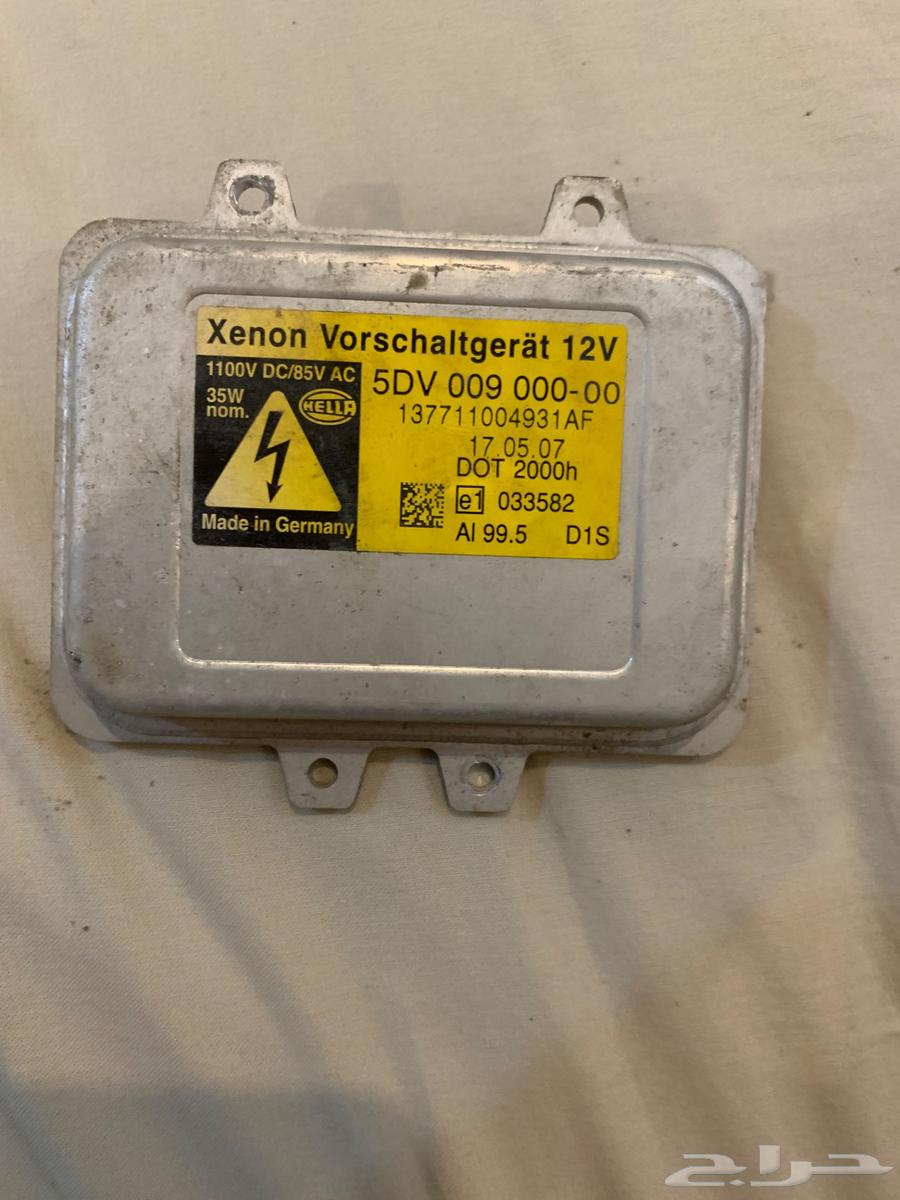 Xenon Vorschaltgerät 12V
1100V DC/85V AC
35W
nom.
HELLA
Made in Germany
5DV 009 000-00
137711004931AF
17.05.07
DOT 2000h
e1 033582
Al 99.5 D1S
حراج